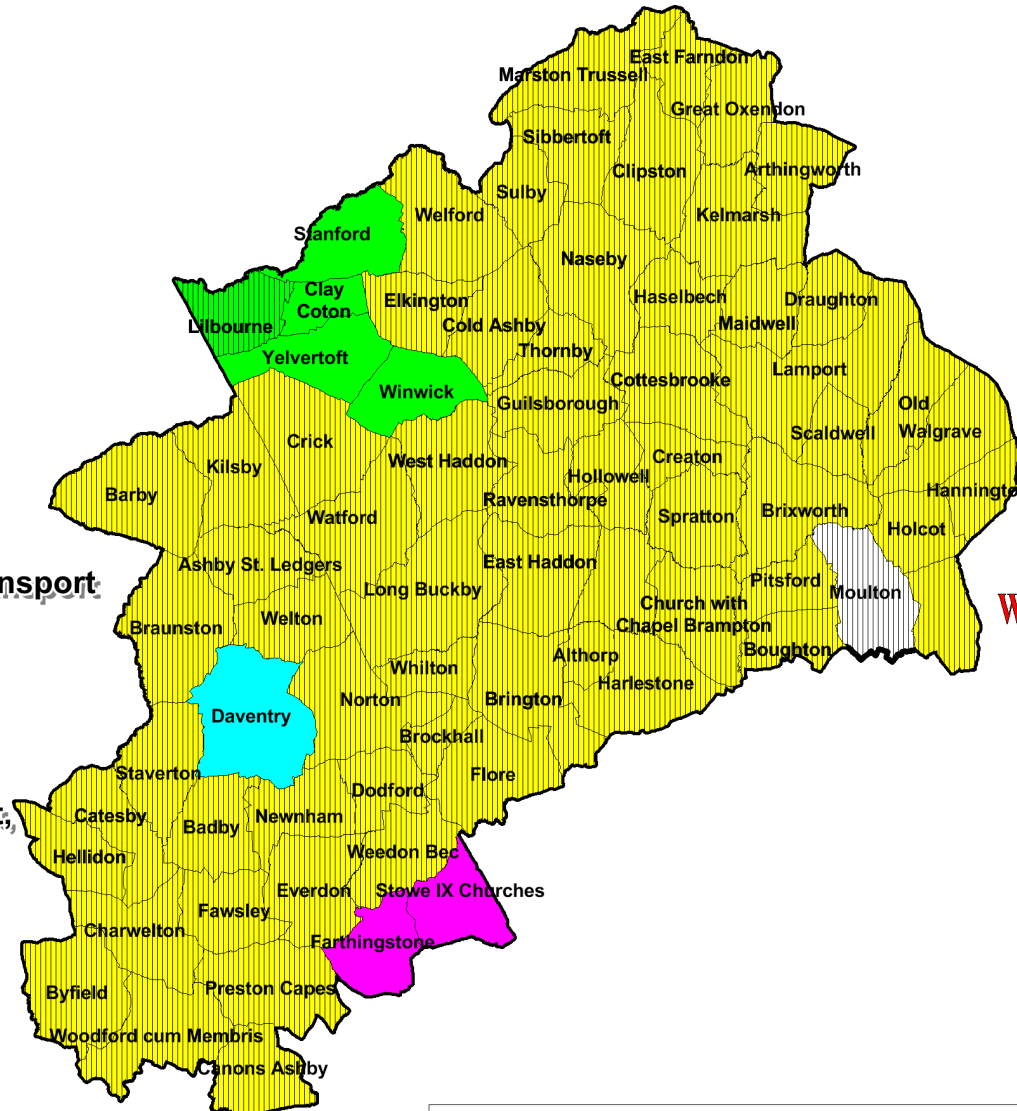 East Farndon
Marston Trussell
Great Oxendon
Sibbertoft
Clipston
Arthingworth
Sulby
Welford
Kelmarsh
Stanford
Naseby
Clay
Coton
Elkington
Haselbech
Draughton
Lilbourne
Cold Ashby
Maidwell
Thornby
Yelvertoft
Lamport
Cottesbrooke
Winwick
Guilsborough
Old
Scaldwell
Walgrave
Crick
West Haddon
Creaton
Kilsby
Hollowell
Hanningto
Barby
Ravensthorpe
Brixworth
Watford
Spratton
Holcot
Ashby St. Ledgers
East Haddon
nsport
Pitsford
Long Buckby
Moulton
Church with
Chapel Brampton
W
Welton
Braunston
Boughton
Althorp
Whilton
Harlestone
Norton
Brington
Daventry
Brockhall
Staverton
Flore
Dodford
Catesby
Newnham
t,
Badby
Weedon Bec
Hellidon
Everdon
Stowe IX Churches
Fawsley
Charwelton
Farthingstone
Preston Capes
Byfield
Woodford cum Membris
Canons Ashby